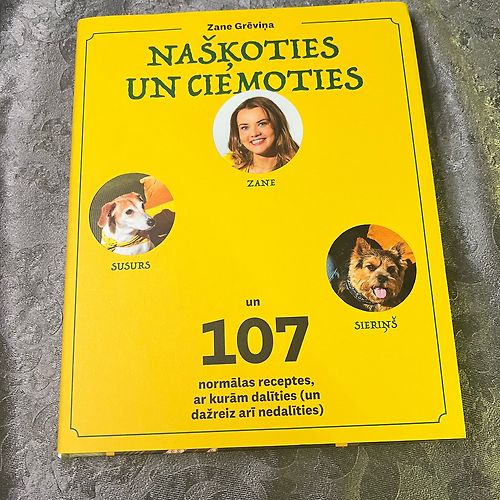 Zane Grēviņa
NAŠĶOTIES
UN CIEMOTIES
ZANE
SUSURS
SIERIŅŠ
un
107
normālas receptes,
ar kurām dalīties (un
dažreiz arī nedalīties)